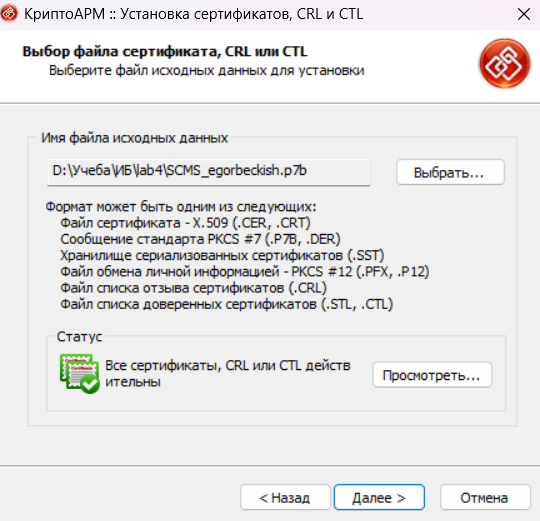 КриптоАРМ :: Установка сертификатов, CRL и CTL
Выбор файла сертификата, CRL или CTL
Выберите файл исходных данных для установки
Имя файла исходных данных
D:\Учеба\ИБ\lab4\SCMS_egorbeckish.p7b
Выбрать...
Формат может быть одним из следующих:
Файл сертификата - X.509 (.CER, .CRT)
Сообщение стандарта PKCS #7 (.P7B, .DER)
Хранилище сериализованных сертификатов (.SST)
Файл обмена личной информацией - PKCS #12 (.PFX, .P12)
Файл списка отзыва сертификатов (.CRL)
Файл списка доверенных сертификатов (.STL, .CTL)
Статус
Все сертификаты, CRL или CTL действ
ительны
Просмотреть...
< Назад
Далее >
Отмена